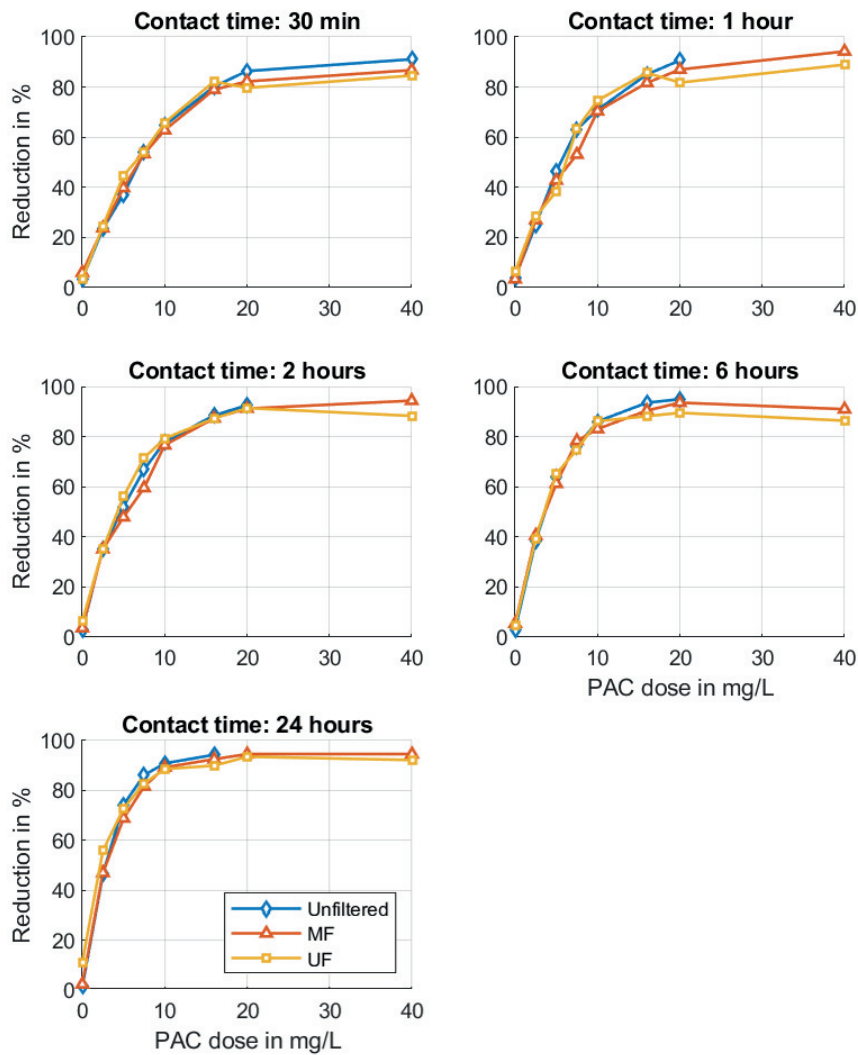 Contact time: 30 min
Reduction in %
100
80
60
40
20
0
0 10 20 30 40
Contact time: 1 hour
100
80
60
40
20
0
0 10 20 30 40
Contact time: 2 hours
Reduction in %
100
80
60
40
20
0
0 10 20 30 40
Contact time: 6 hours
100
80
60
40
20
0
0 10 20 30 40
PAC dose in mg/L
Contact time: 24 hours
Reduction in %
100
80
60
40
20
0
Unfiltered
MF
UF
0 10 20 30 40
PAC dose in mg/L